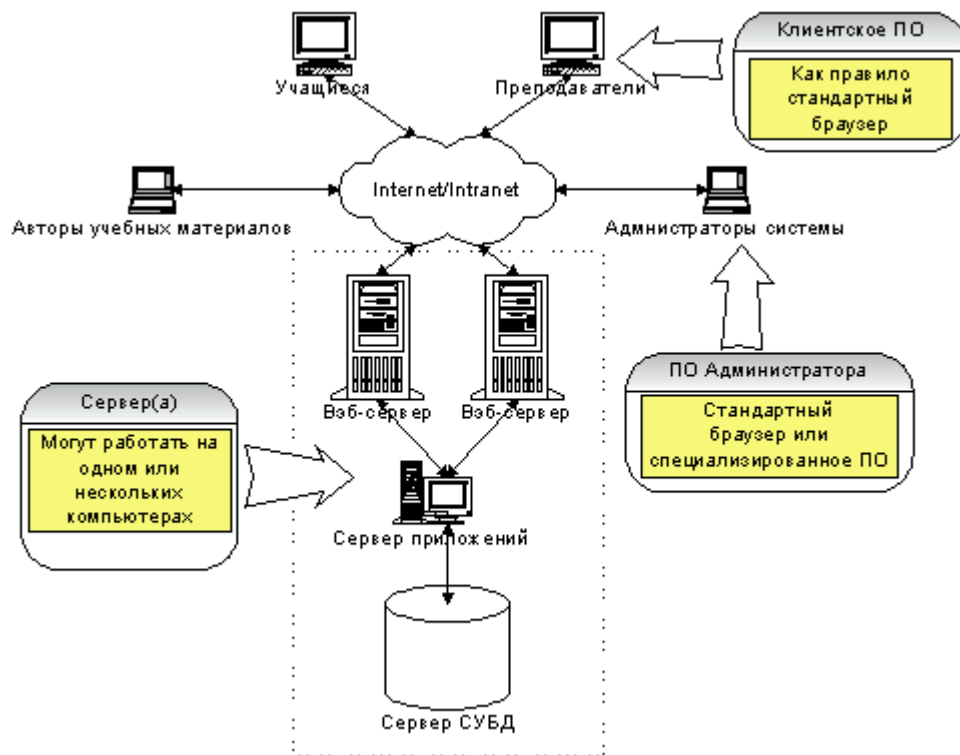 Клиентское ПО
Как правило
стандартный
браузер
Учащиеся
Преподаватели
Internet/Intranet
Авторы учебных материалов
Администраторы системы
ПО Администратора
Стандартный
браузер или
специализированное ПО
Сервер(а)
Могут работать на
одном или
нескольких
компьютерах
Вэб-сервер
Вэб-сервер
Сервер приложений
Сервер СУБД